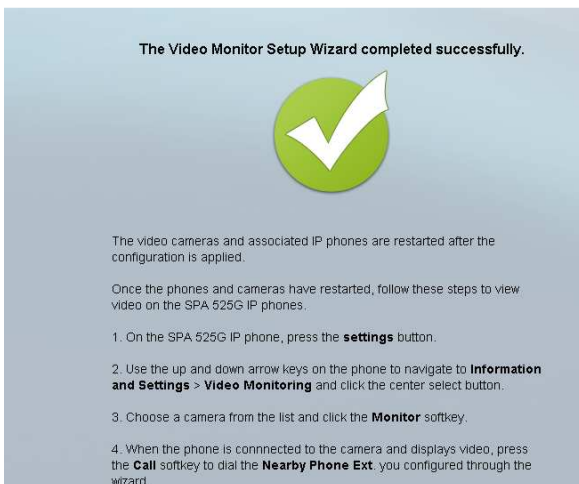 The Video Monitor Setup Wizard completed successfully.
The video cameras and associated IP phones are restarted after the
configuration is applied.
Once the phones and cameras have restarted, follow these steps to view
video on the SPA 525G IP phones.
1. On the SPA 525G IP phone, press the settings button.
2. Use the up and down arrow keys on the phone to navigate to Information
and Settings > Video Monitoring and click the center select button.
3. Choose a camera from the list and click the Monitor softkey.
4. When the phone is connnected to the camera and displays video, press
the Call softkey to dial the Nearby Phone Ext. you configured through the
wizard